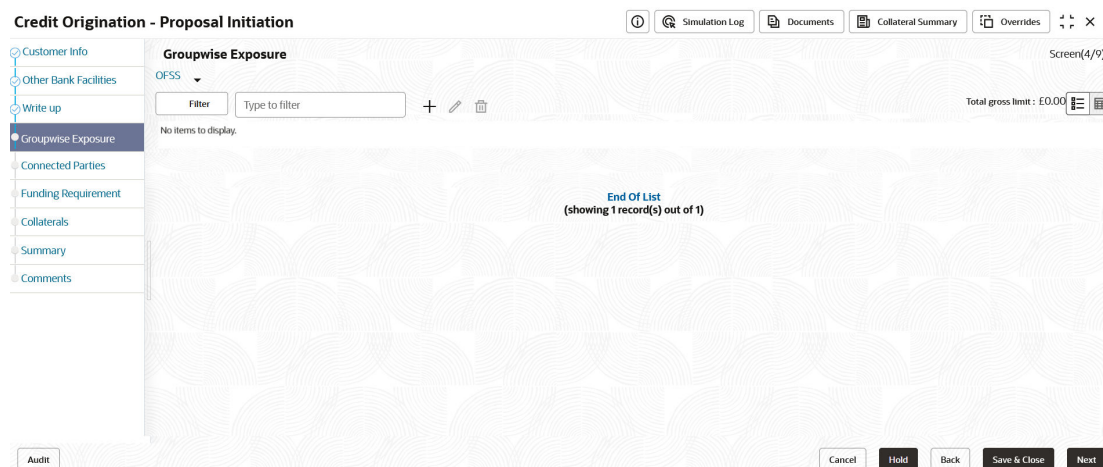 Credit Origination - Proposal Initiation
Simulation Log
Documents
Collateral Summary
Overrides
Customer Info
Other Bank Facilities
Write up
Groupwise Exposure
Connected Parties
Funding Requirement
Collaterals
Summary
Comments
Groupwise Exposure
Screen(4/9)
OFSS
Filter
Type to filter
Total gross limit : £0.00
No items to display.
End Of List
(showing 1 record(s) out of 1)
Audit
Cancel
Hold
Back
Save & Close
Next